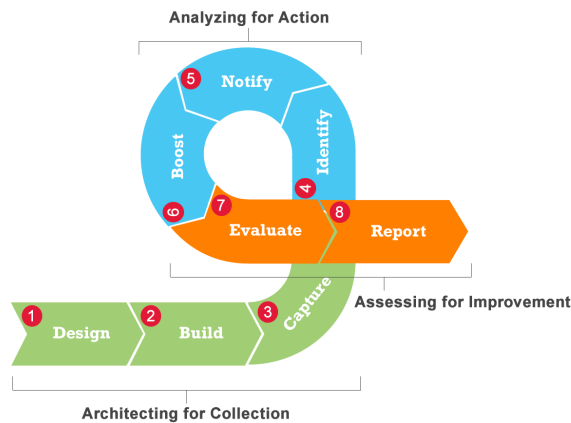 Analyzing for Action
5
Notify
Boost
Identify
6
4
7
8
Evaluate
Report
Assessing for Improvement
3
Capture
1
2
Design
Build
Architecting for Collection